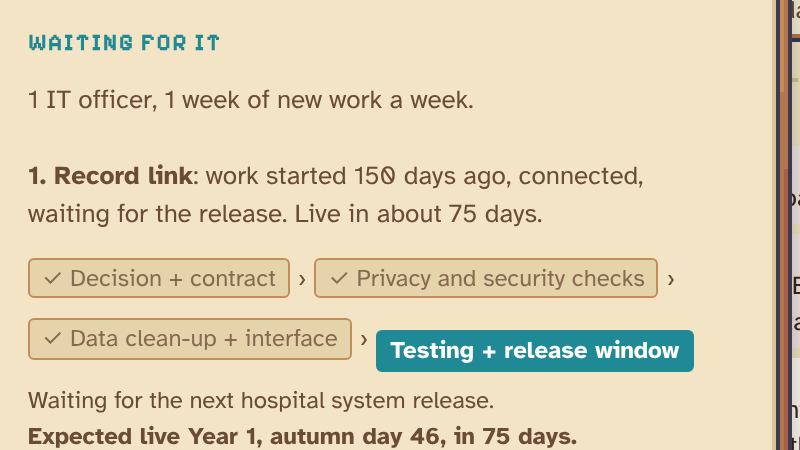 WAITING FOR IT
1 IT officer, 1 week of new work a week.
1. Record link: work started 150 days ago, connected,
waiting for the release. Live in about 75 days.
✓ Decision + contract › ✓ Privacy and security checks ›
✓ Data clean-up + interface › Testing + release window
Waiting for the next hospital system release.
Expected live Year 1, autumn day 46, in 75 days.